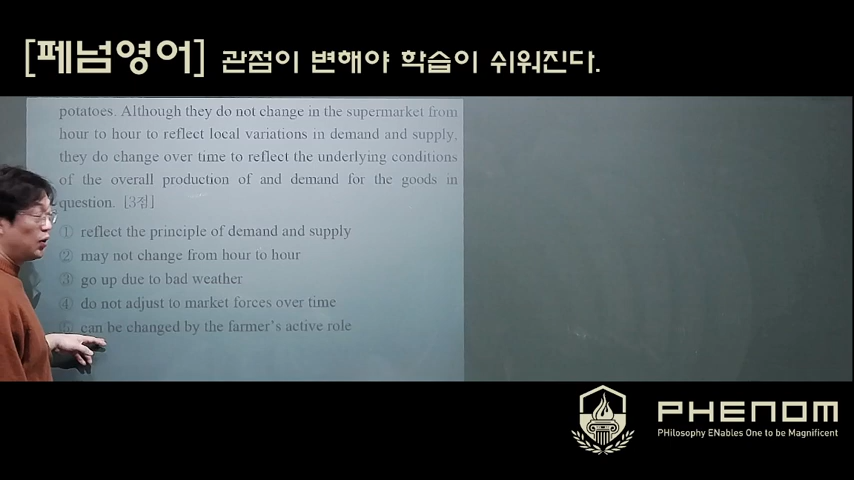 [페넘영어] 관점이 변해야 학습이 쉬워진다.
potatoes. Although they do not change in the supermarket from
hour to hour to reflect local variations in demand and supply,
they do change over time to reflect the underlying conditions
of the overall production of and demand for the goods in
question. [3점]
① reflect the principle of demand and supply
② may not change from hour to hour
③ go up due to bad weather
④ do not adjust to market forces over time
⑤ can be changed by the farmer's active role
PHENOM
PHilosophy ENables One to be Magnificent